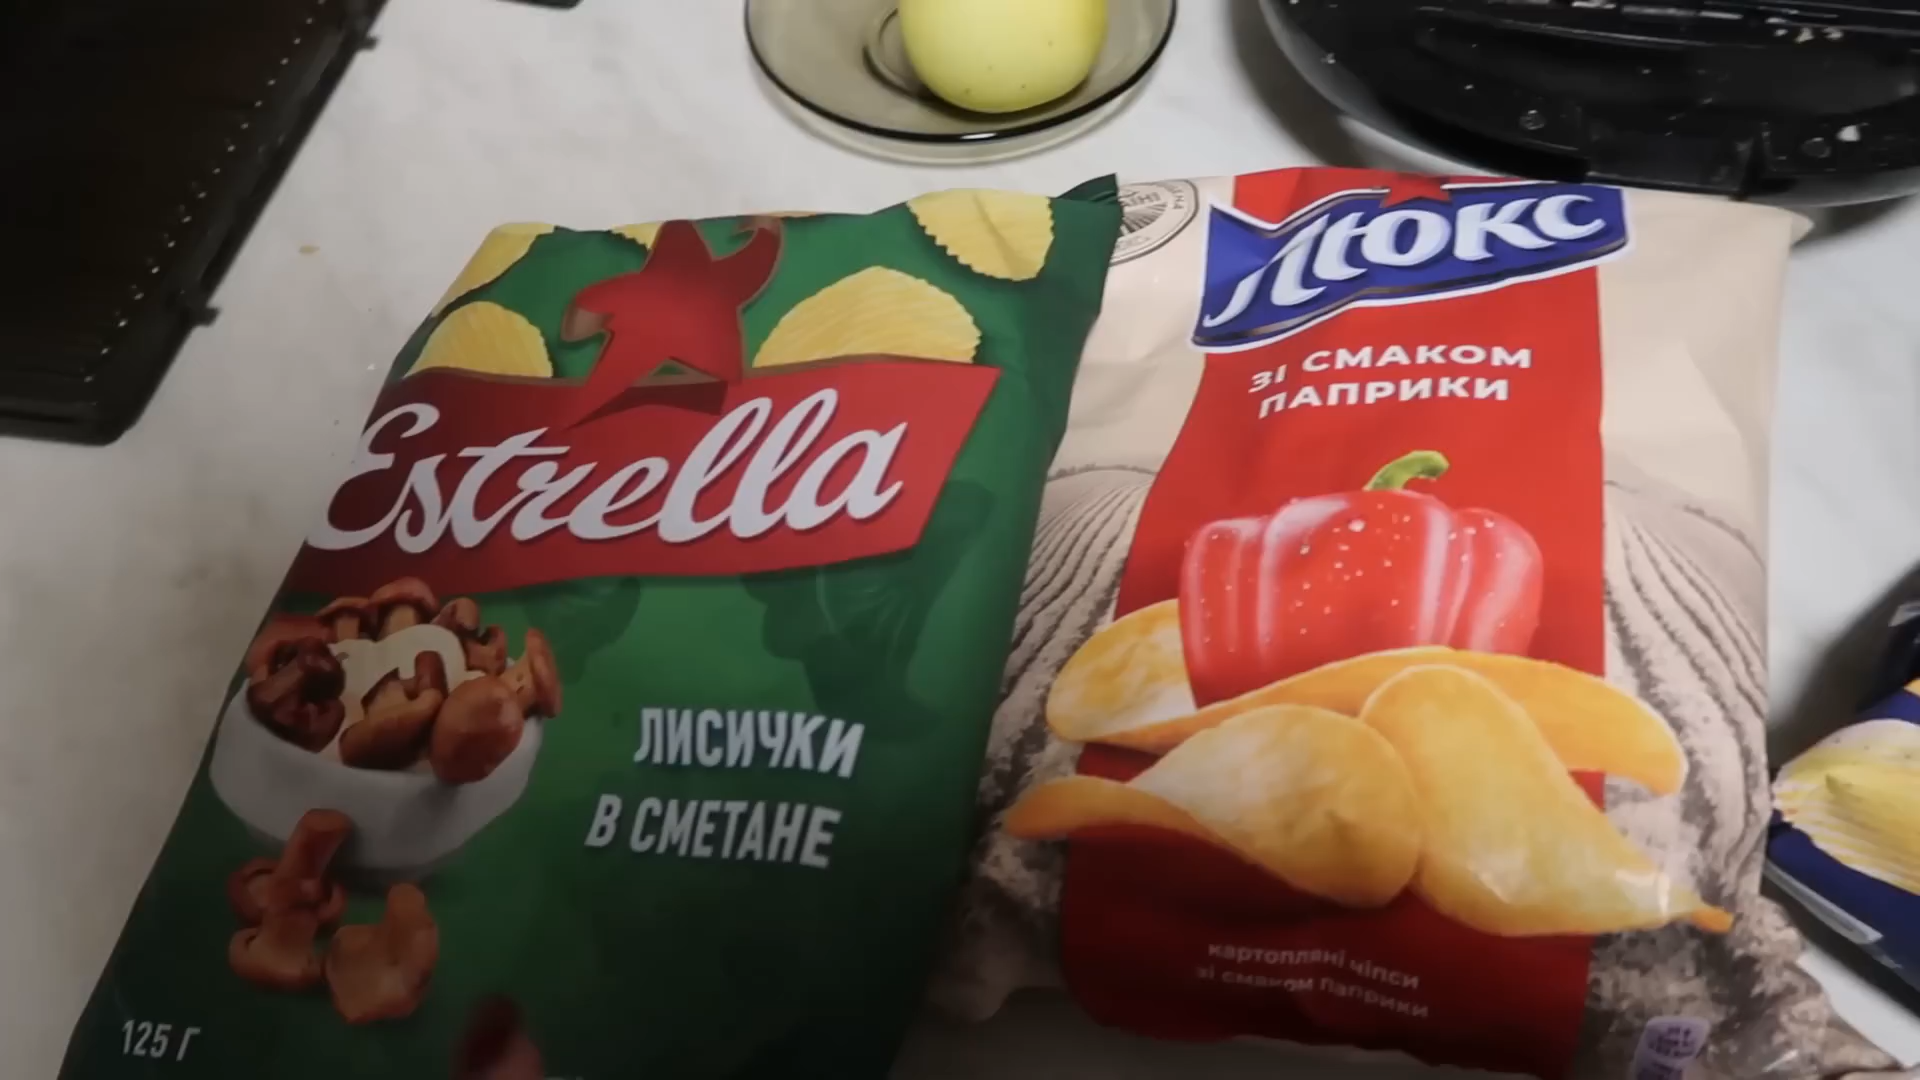 Estrella
ЛИСИЧКИ
В СМЕТАНЕ
125 Г
Люкс
ЗІ СМАКОМ
ПАПРИКИ
картопляні чіпси
зі смаком паприки